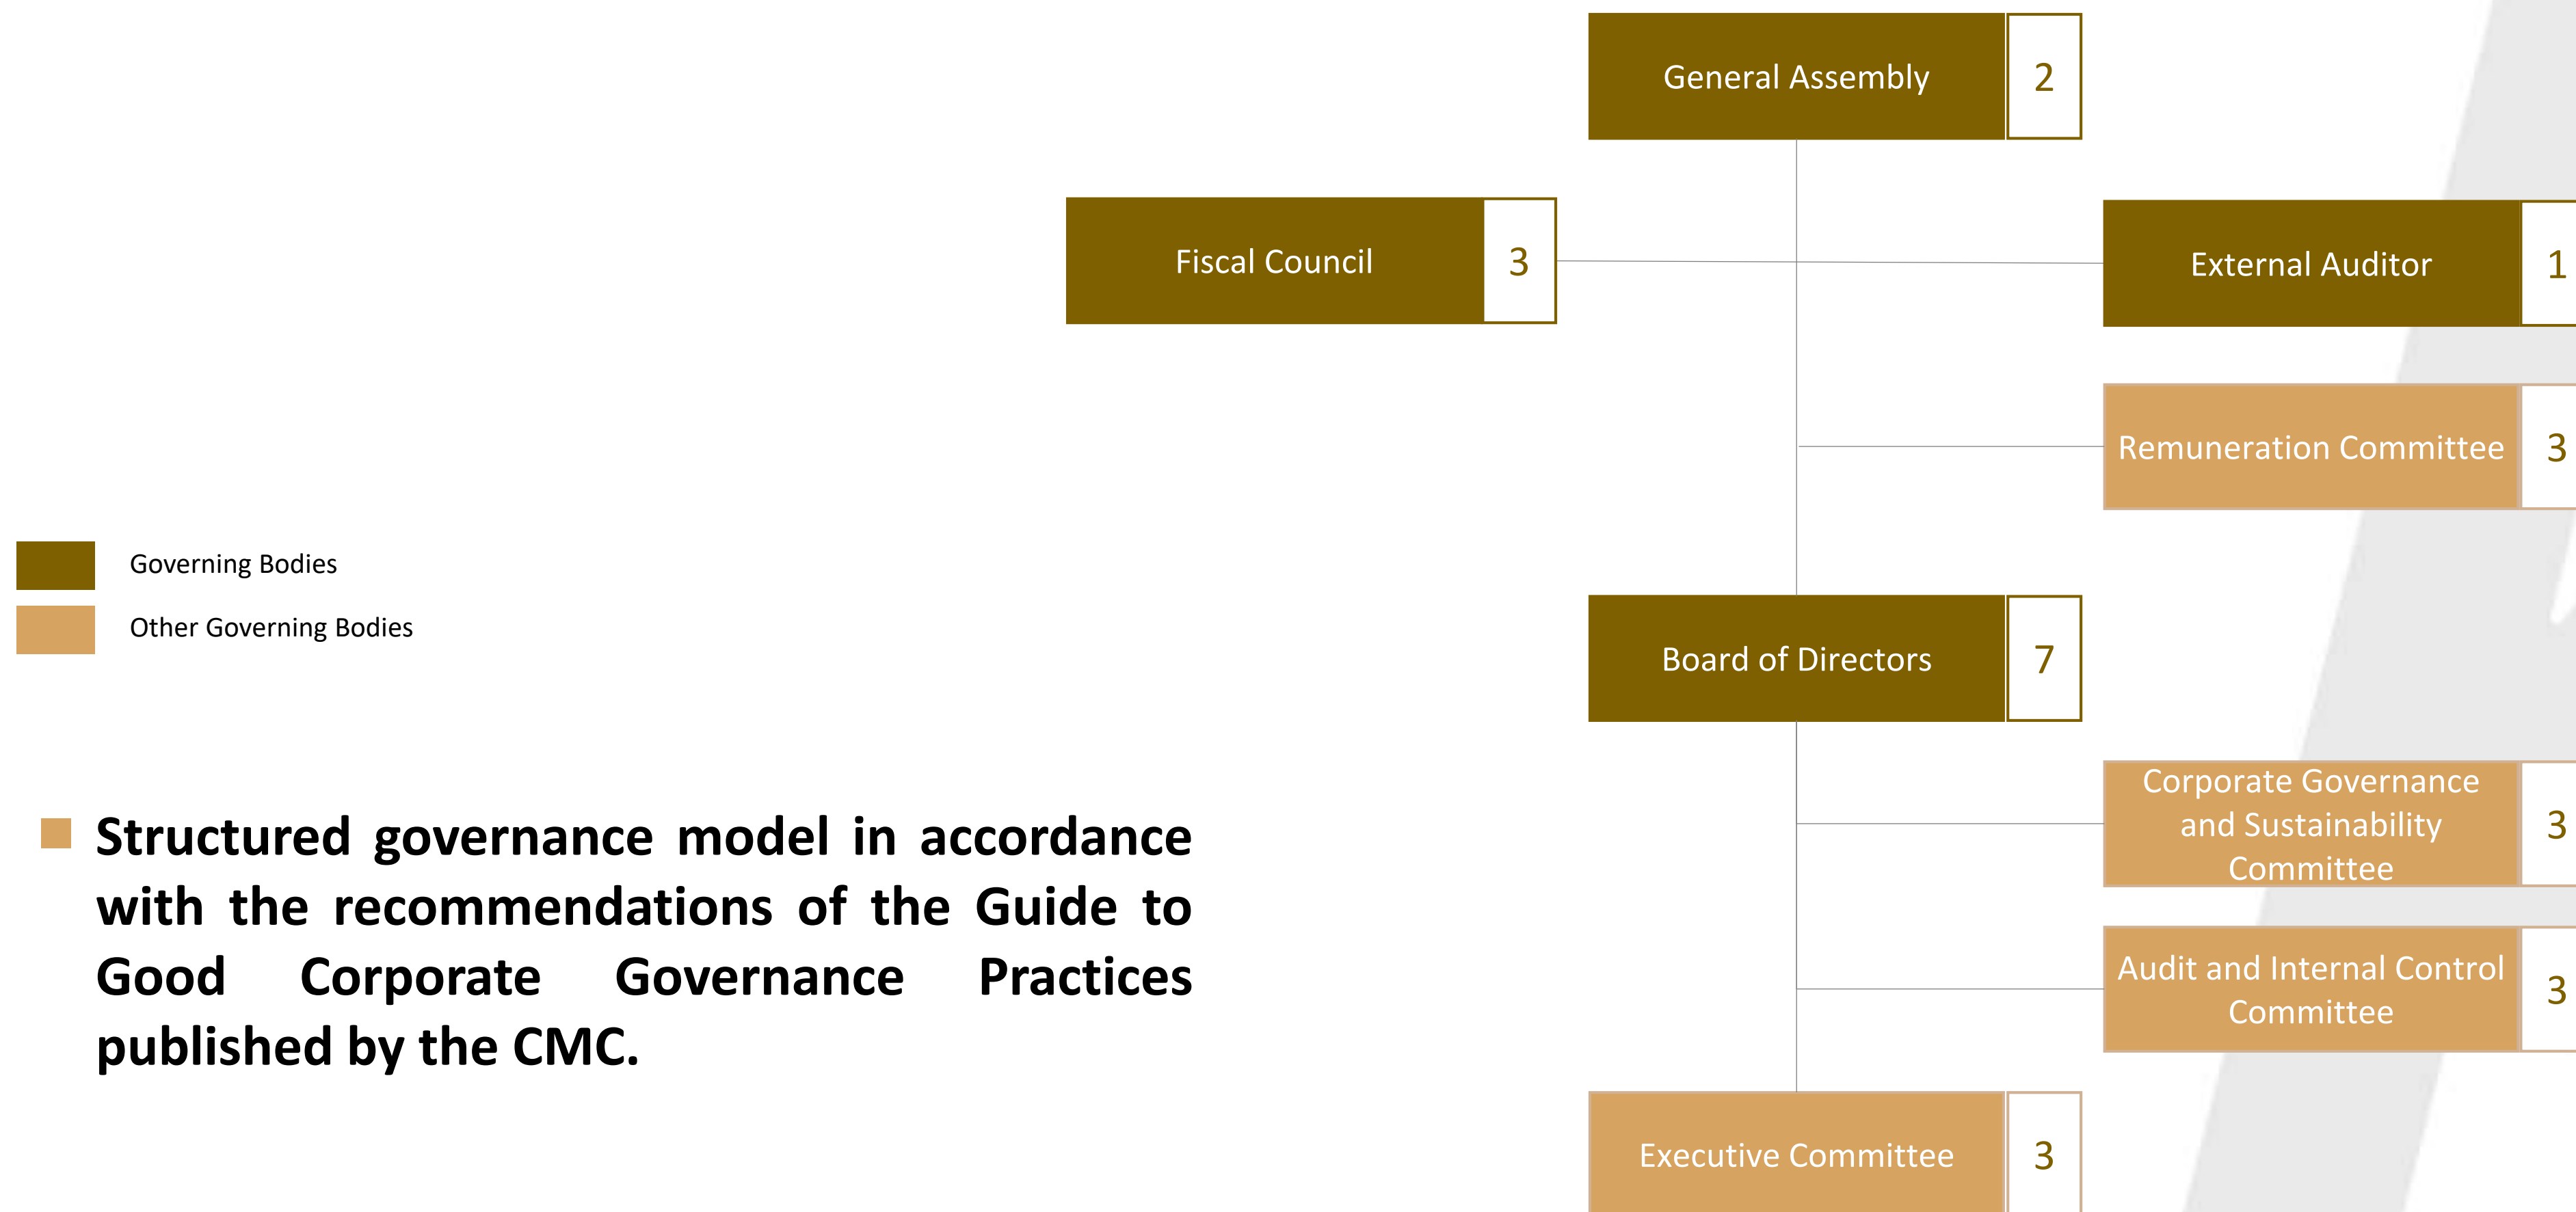 General Assembly 2
Fiscal Council 3
External Auditor 1
Remuneration Committee 3
Governing Bodies
Other Governing Bodies
Board of Directors 7
Structured governance model in accordance
with the recommendations of the Guide to
Good Corporate Governance Practices
published by the CMC.
Corporate Governance
and Sustainability
Committee
3
Audit and Internal Control
Committee
3
Executive Committee 3